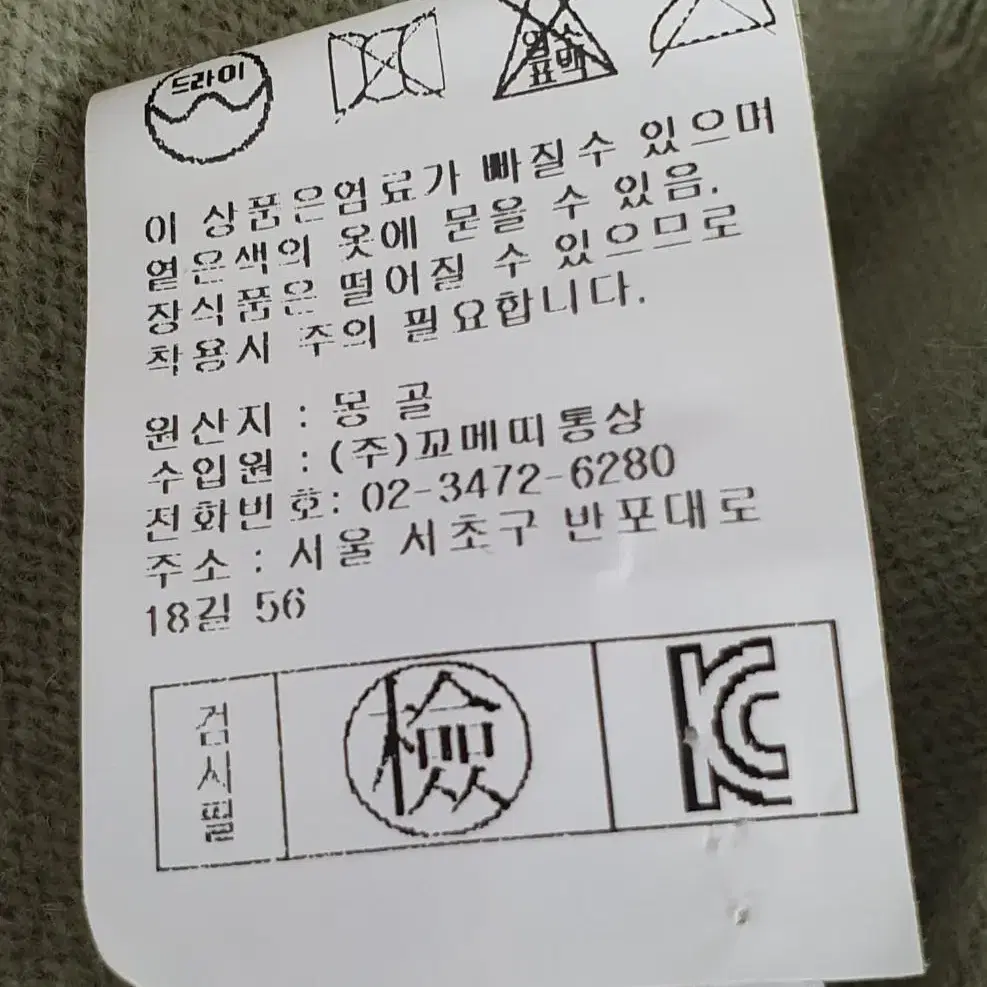 드라이
염소
표백
이 상품은염료가 빠질수 있으며
옅은색의 옷에 묻을 수 있음.
장식품은 떨어질 수 있으므로
착용시 주의 필요합니다.
원산지 : 몽골
수입원 : (주)꼬메띠통상
전화번호: 02-3472-6280
주소 : 서울 서초구 반포대로
18길 56
검시필
檢
KC